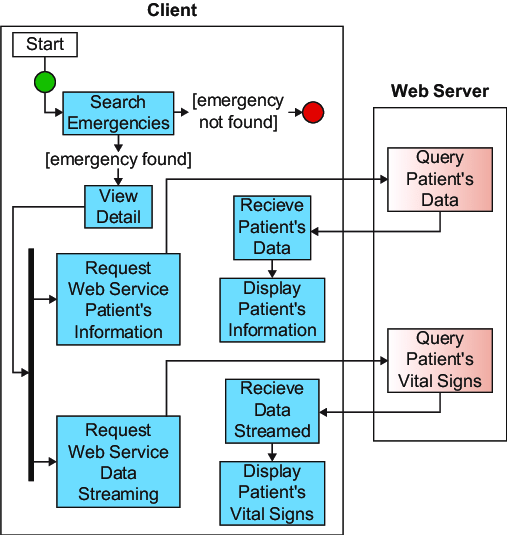 Client
Start
Search
Emergencies
[emergency
not found]
[emergency found]
View
Detail
Request
Web Service
Patient's
Information
Recieve
Patient's
Data
Display
Patient's
Information
Request
Web Service
Data
Streaming
Recieve
Data
Streamed
Display
Patient's
Vital Signs
Web Server
Query
Patient's
Data
Query
Patient's
Vital Signs